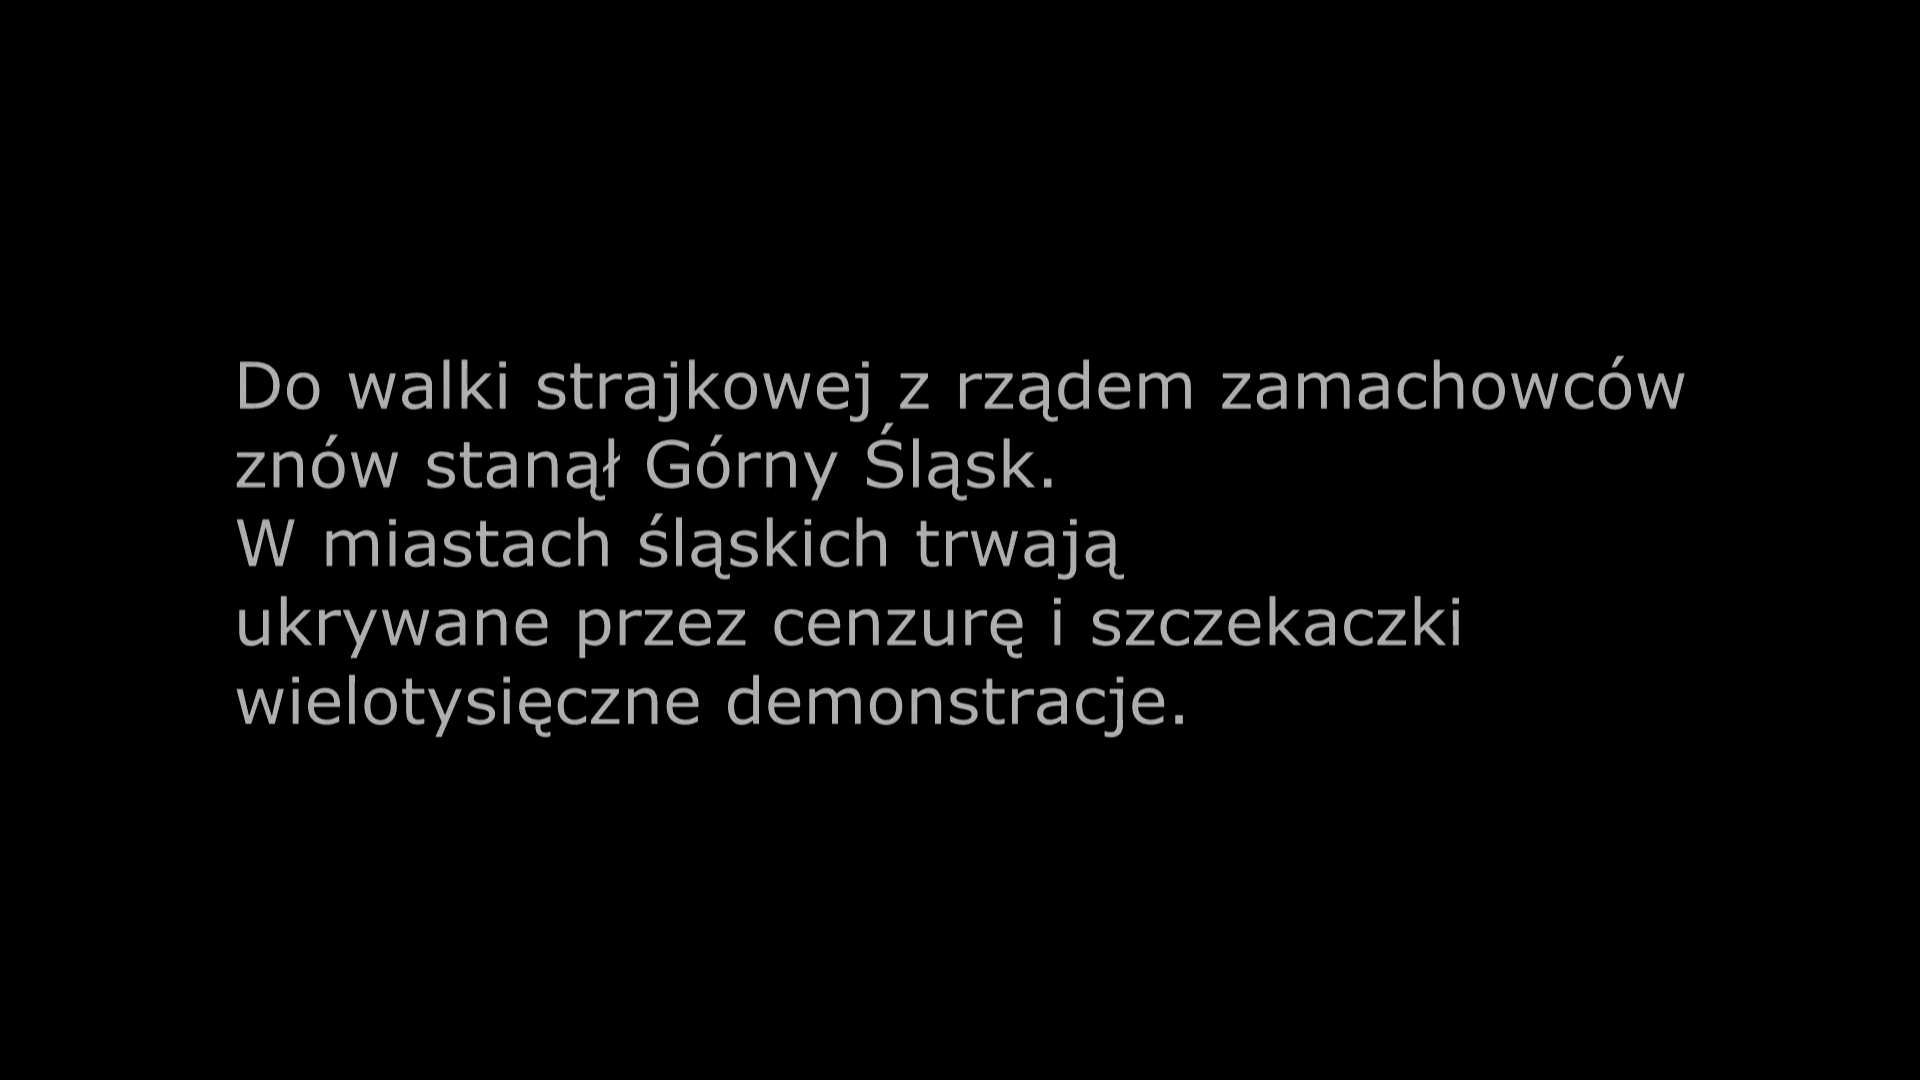 Do walki strajkowej z rządem zamachowców
znów stanął Górny Śląsk.
W miastach śląskich trwają
ukrywane przez cenzurę i szczekaczki
wielotysięczne demonstracje.